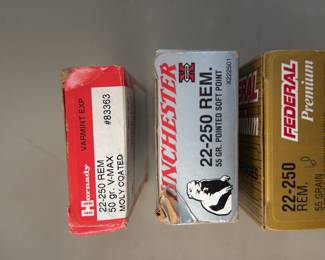 VARMINT EXP.
#83363
Hornady
22-250 REM
50 gr. V-MAX
MOLY COATED
WINCHESTER
X
22-250 REM.
55 GR. POINTED SOFT POINT
X222501
FEDERAL
Premium
22-250
REM.
55 GRAIN